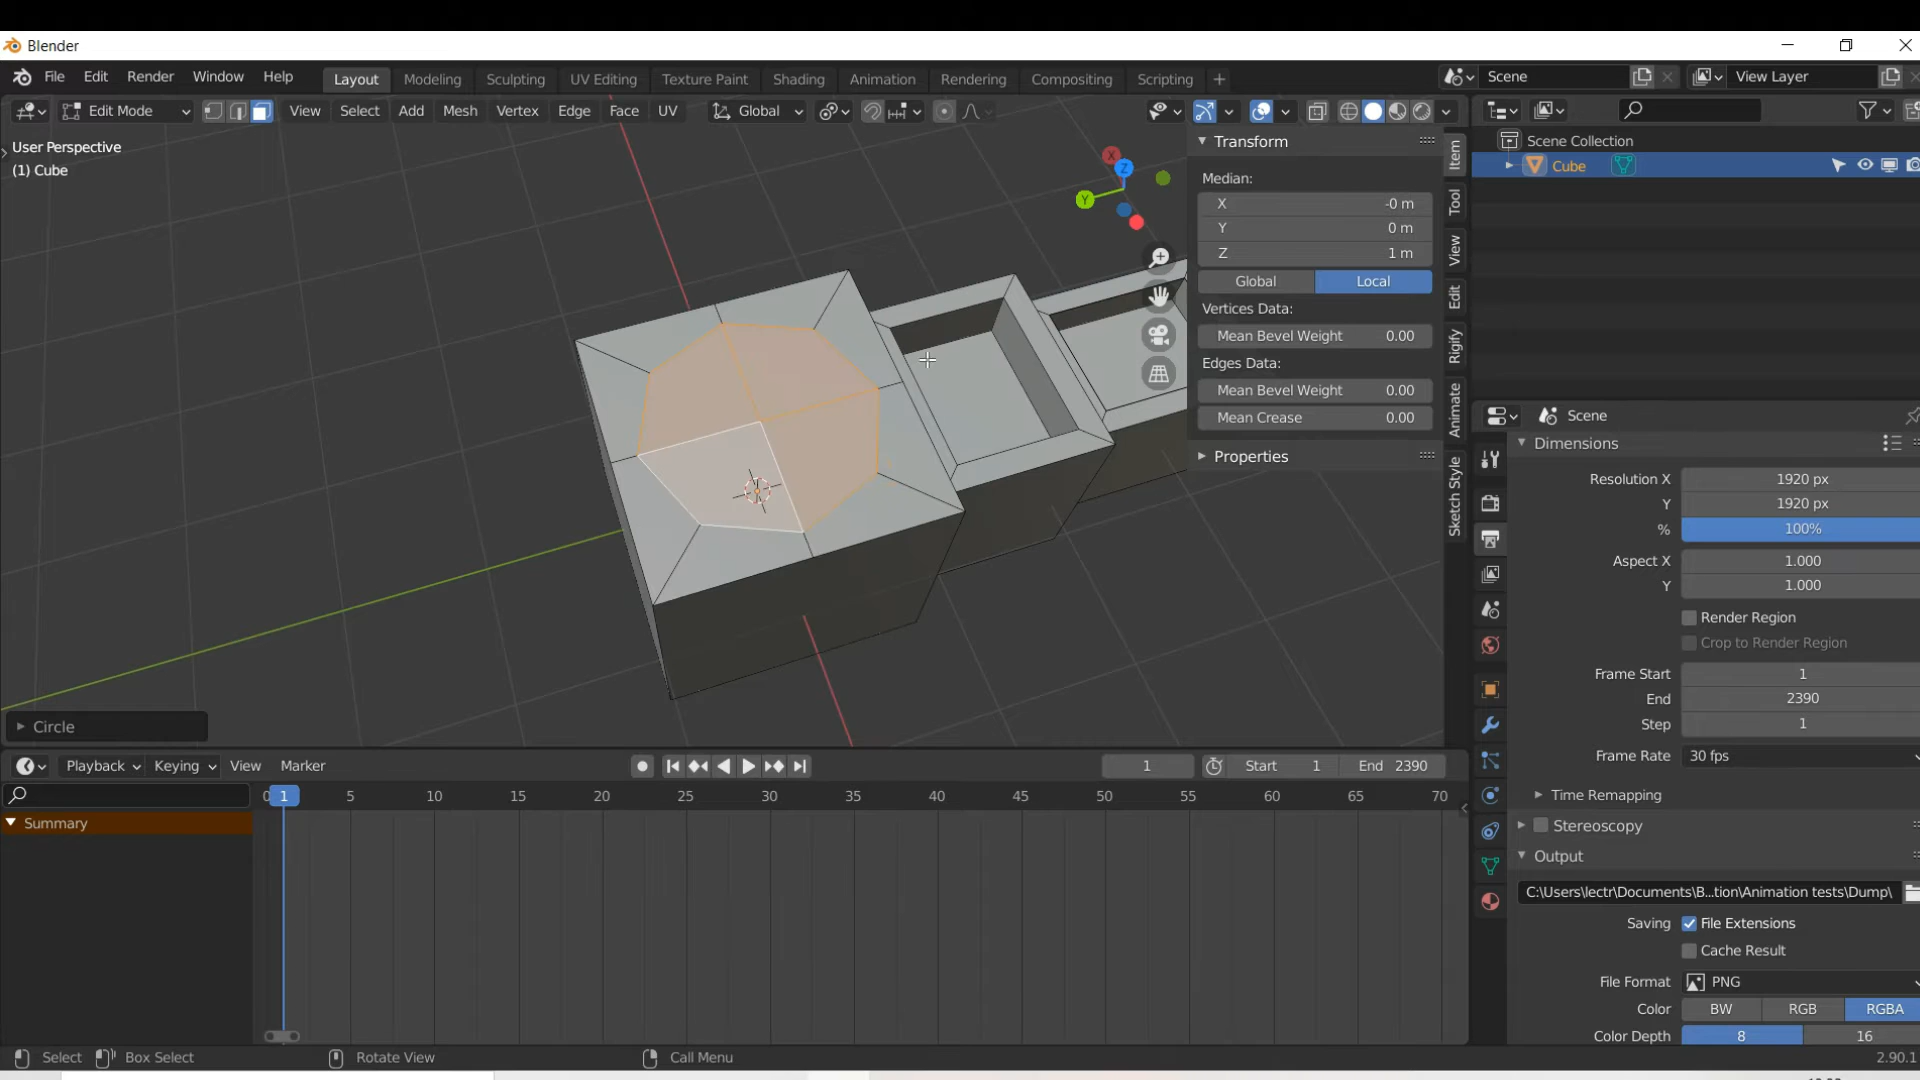 Blender
File Edit Render Window Help Layout Modeling Sculpting UV Editing Texture Paint Shading Animation Rendering Compositing Scripting + Scene View Layer
Edit Mode View Select Add Mesh Vertex Edge Face UV Global
User Perspective
(1) Cube
X
Z
Y
Transform
Median:
X -0 m
Y 0 m
Z 1 m
Global Local
Vertices Data:
Mean Bevel Weight 0.00
Edges Data:
Mean Bevel Weight 0.00
Mean Crease 0.00
Properties
Item
Tool
View
Edit
Rigify
Animate
Sketch Style
Scene Collection
Cube
Scene
Dimensions
Resolution X 1920 px
Y 1920 px
% 100%
Aspect X 1.000
Y 1.000
Render Region
Crop to Render Region
Frame Start 1
End 2390
Step 1
Frame Rate 30 fps
Time Remapping
Stereoscopy
Output
C:\Users\lectr\Documents\B...tion\Animation tests\Dump\
Saving File Extensions
Cache Result
File Format PNG
Color BW RGB RGBA
Color Depth 8 16
Circle
Playback Keying View Marker 1 Start 1 End 2390
0 1 5 10 15 20 25 30 35 40 45 50 55 60 65 70
Summary
Select Box Select Rotate View Call Menu 2.90.1